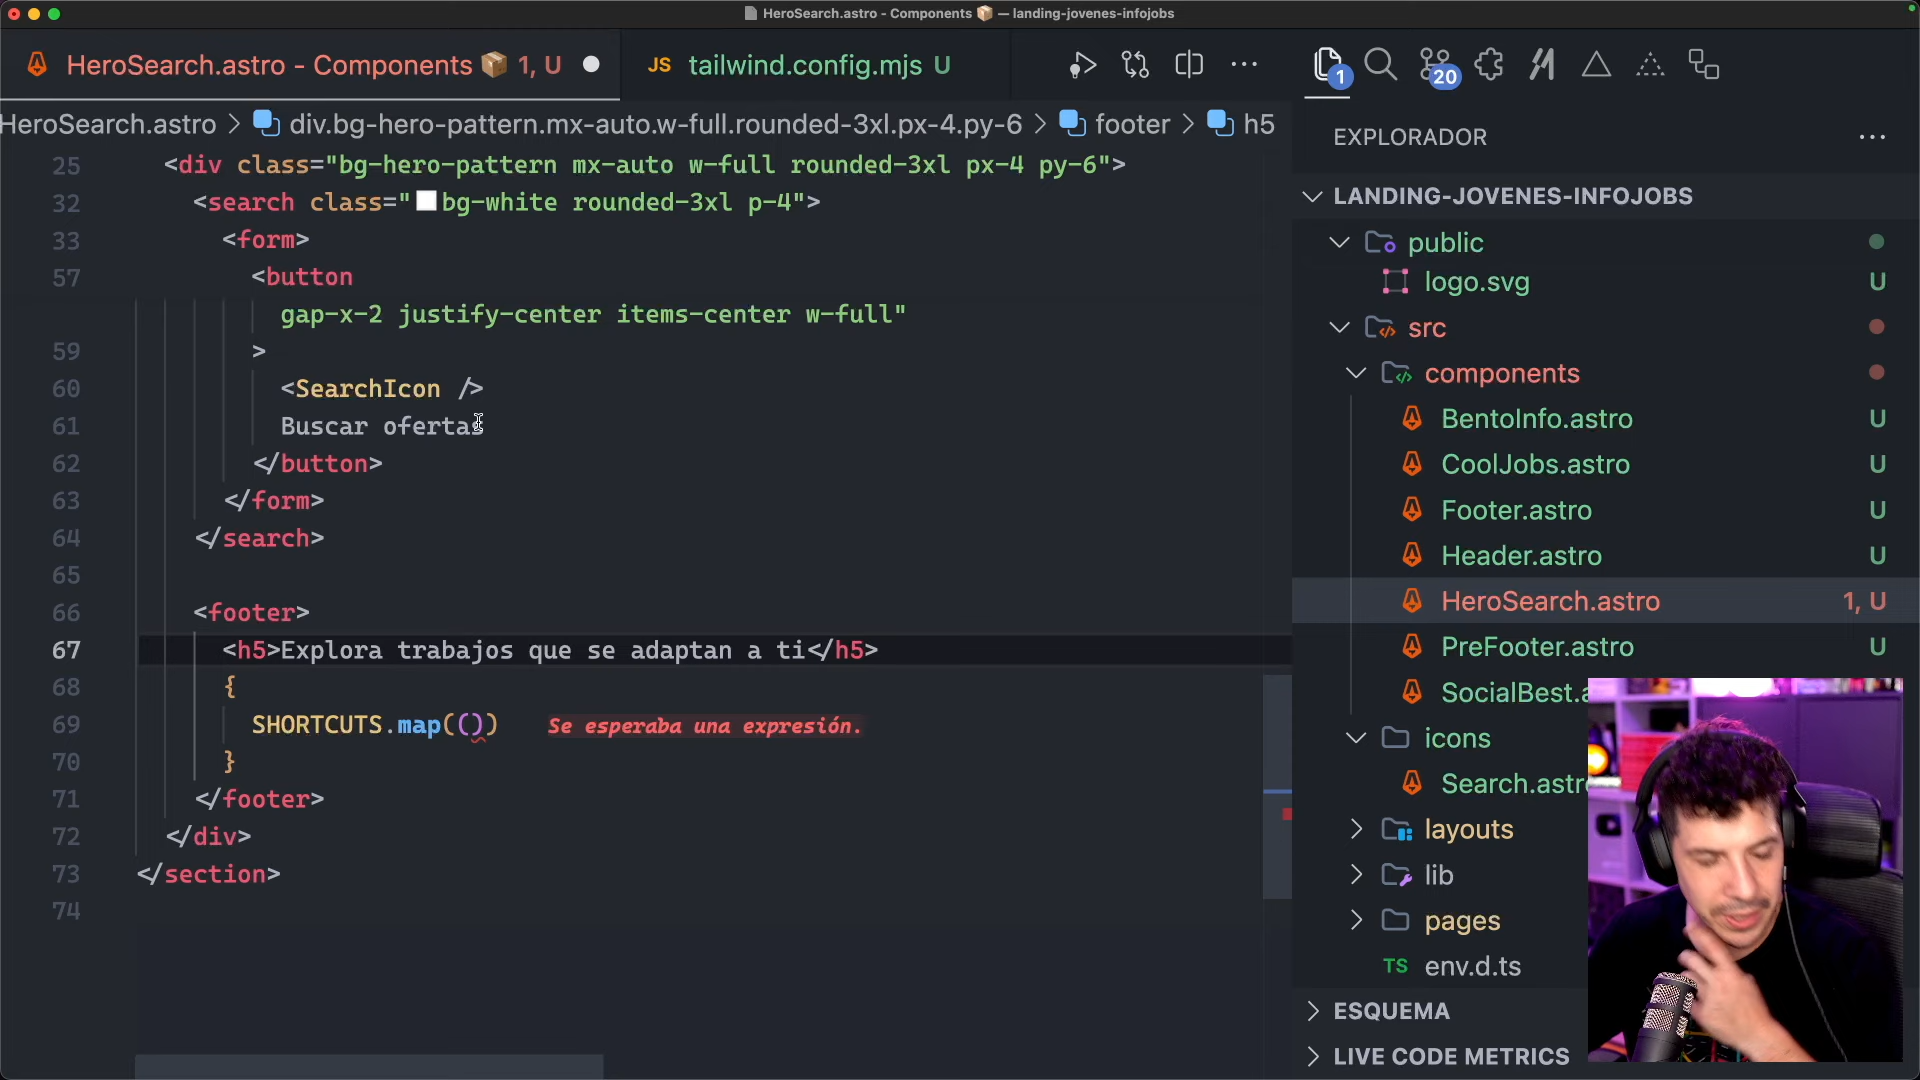 HeroSearch.astro - Components 📦 — landing-jovenes-infojobs
HeroSearch.astro - Components 📦 1, U
JS tailwind.config.mjs U
1
20
HeroSearch.astro > div.bg-hero-pattern.mx-auto.w-full.rounded-3xl.px-4.py-6 > footer > h5
25 <div class="bg-hero-pattern mx-auto w-full rounded-3xl px-4 py-6">
32 <search class="bg-white rounded-3xl p-4">
33 <form>
57 <button
gap-x-2 justify-center items-center w-full"
59 >
60 <SearchIcon />
61 Buscar ofertas
62 </button>
63 </form>
64 </search>
65
66 <footer>
67 <h5>Explora trabajos que se adaptan a ti</h5>
68 {
69 SHORTCUTS.map(()) Se esperaba una expresión.
70 }
71 </footer>
72 </div>
73 </section>
74
EXPLORADOR
LANDING-JOVENES-INFOJOBS
public
logo.svg U
src
components
BentoInfo.astro U
CoolJobs.astro U
Footer.astro U
Header.astro U
HeroSearch.astro 1, U
PreFooter.astro U
SocialBest.a
icons
Search.astr
layouts
lib
pages
TS env.d.ts
ESQUEMA
LIVE CODE METRICS